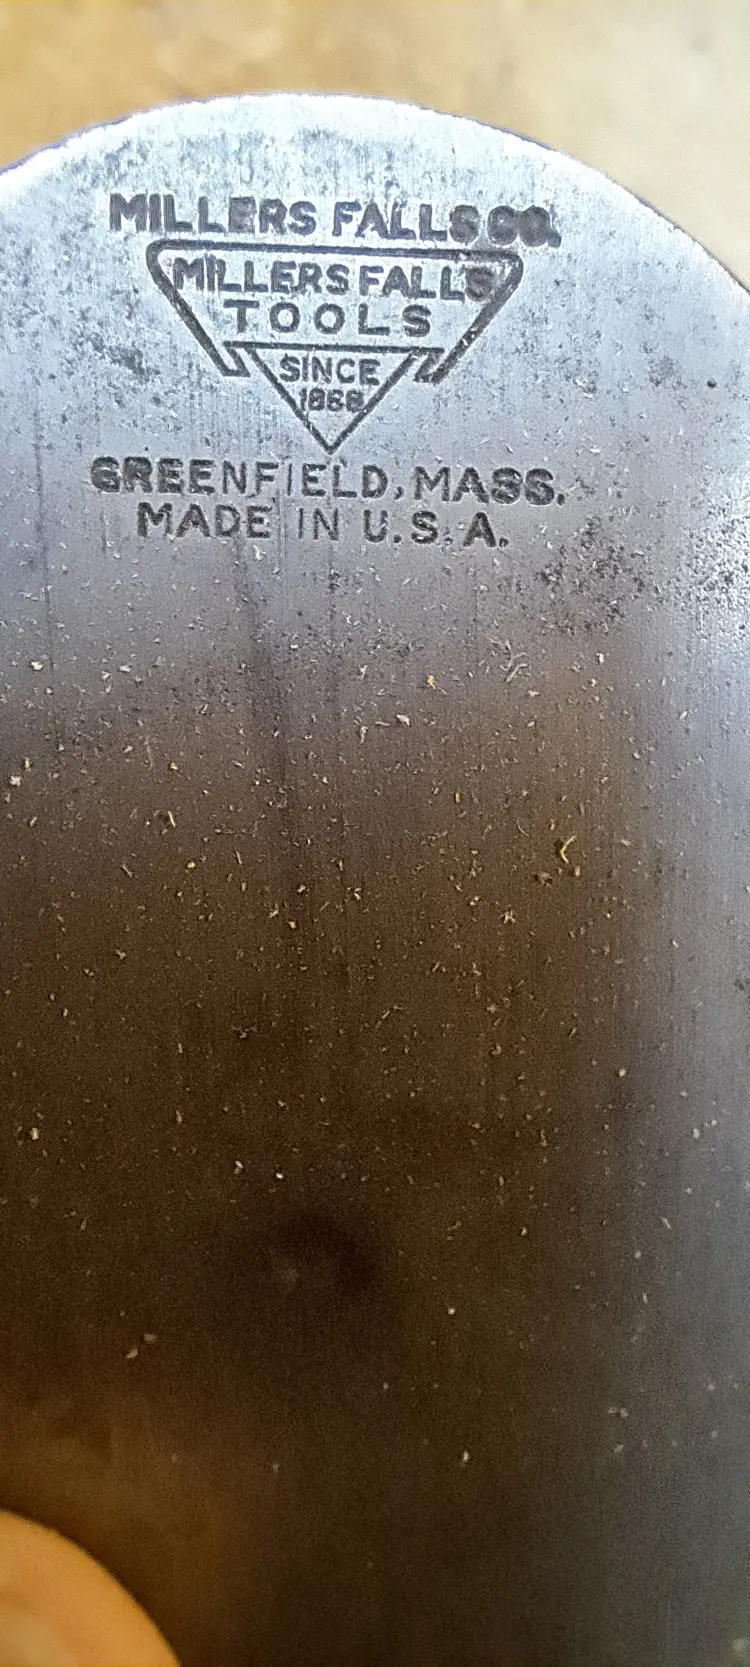 MILLERS FALLS CO.
MILLERS FALLS
TOOLS
SINCE
1868
GREENFIELD, MASS.
MADE IN U.S.A.